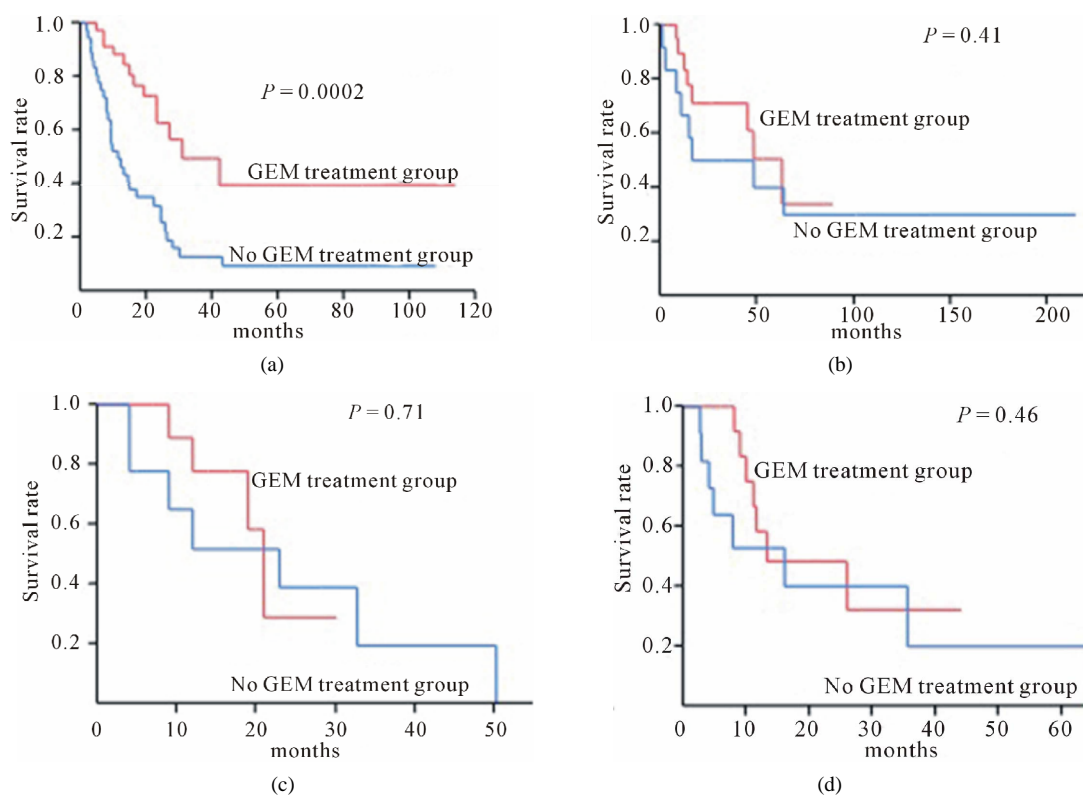 1.0
0.8
0.6
0.4
0.2
Survival rate
P = 0.0002
GEM treatment group
No GEM treatment group
0 20 40 60 80 100 120
months
(a)
1.0
0.8
0.6
0.4
0.2
Survival rate
P = 0.41
GEM treatment group
No GEM treatment group
0 50 100 150 200
months
(b)
1.0
0.8
0.6
0.4
0.2
Survival rate
P = 0.71
GEM treatment group
No GEM treatment group
0 10 20 30 40 50
months
(c)
1.0
0.8
0.6
0.4
0.2
Survival rate
P = 0.46
GEM treatment group
No GEM treatment group
0 10 20 30 40 60
months
(d)